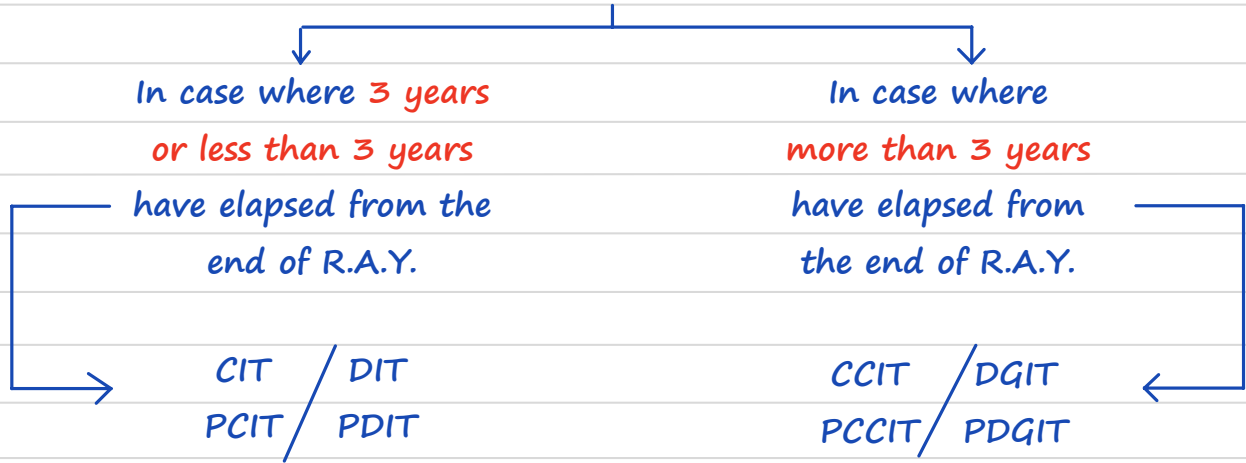 In case where 3 years
or less than 3 years
have elapsed from the
end of R.A.Y.
CIT / DIT
PCIT / PDIT
In case where
more than 3 years
have elapsed from
the end of R.A.Y.
CCIT / DGIT
PCCIT / PDGIT